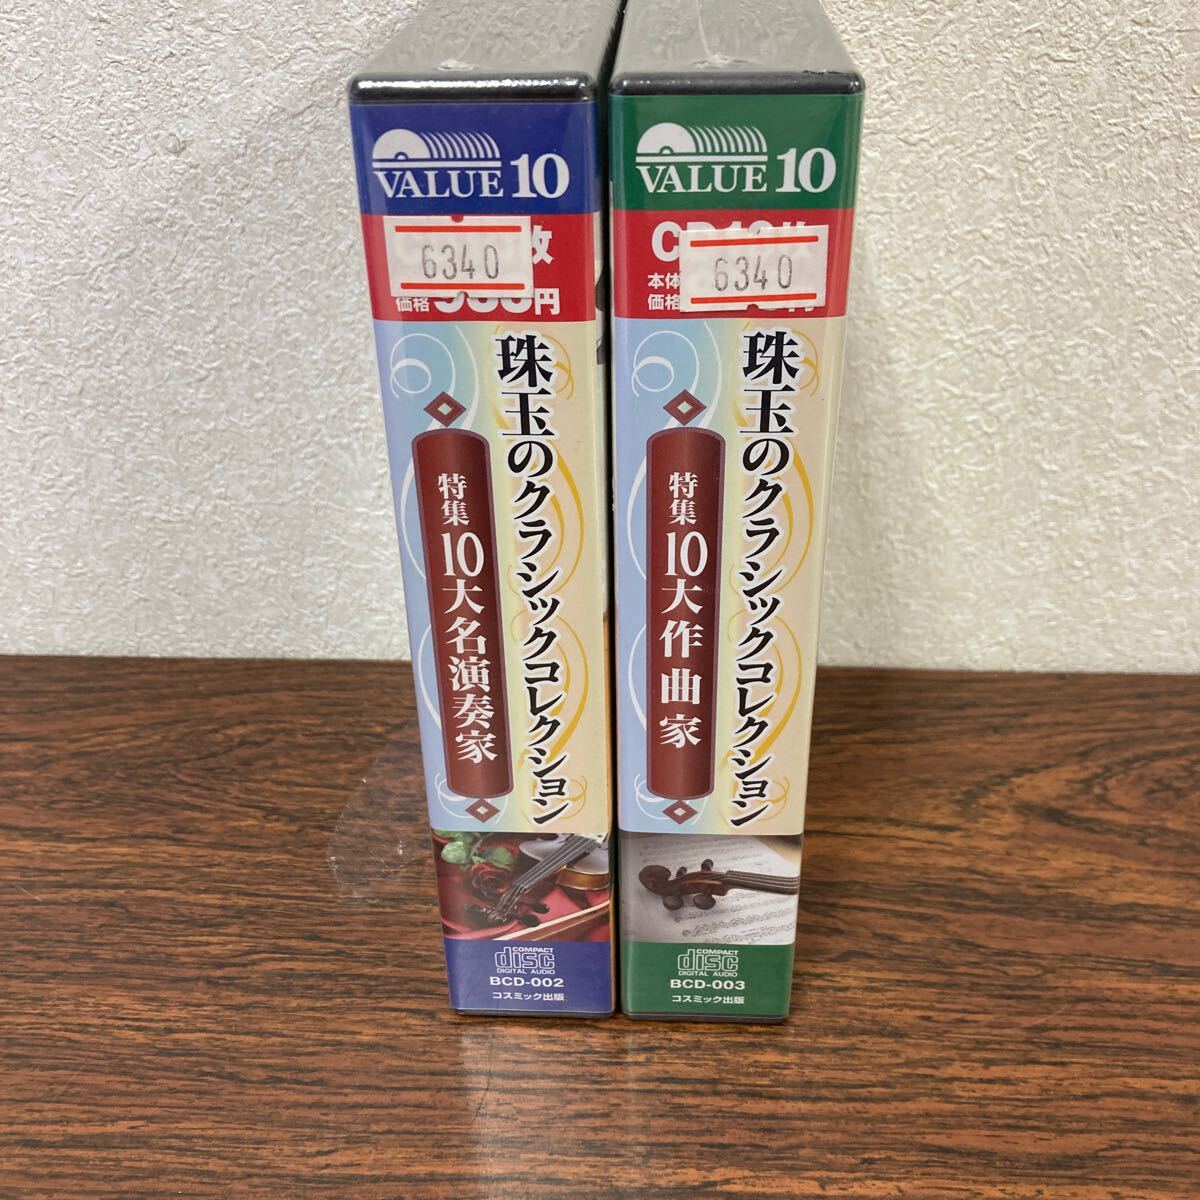 VALUE 10
枚
6340
価格 円
珠玉のクラシックコレクション
特集 10大名演奏家
COMPACT
disc
DIGITAL AUDIO
BCD-002
コスミック出版
VALUE 10
6340
本体
価格 円
珠玉のクラシックコレクション
特集 10大作曲家
COMPACT
disc
DIGITAL AUDIO
BCD-003
コスミック出版